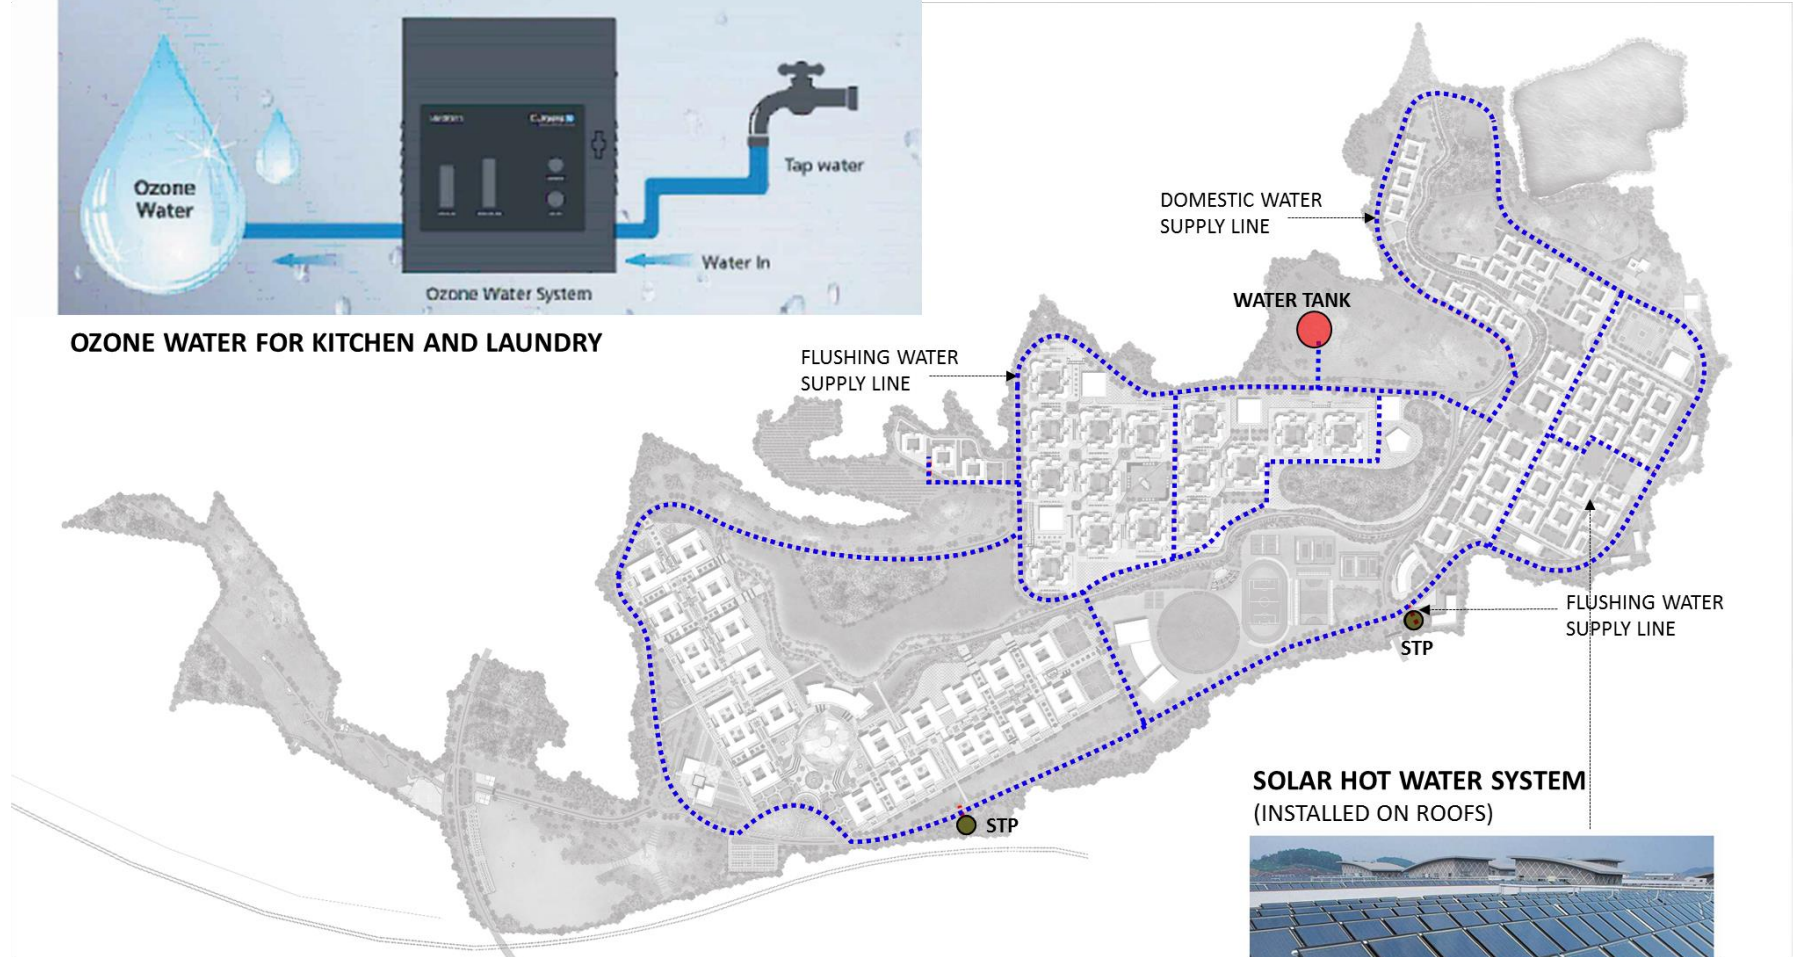 Ozone
Water
Tap water
Water In
Ozone Water System
OZONE WATER FOR KITCHEN AND LAUNDRY
DOMESTIC WATER
SUPPLY LINE
WATER TANK
FLUSHING WATER
SUPPLY LINE
FLUSHING WATER
SUPPLY LINE
STP
STP
SOLAR HOT WATER SYSTEM
(INSTALLED ON ROOFS)